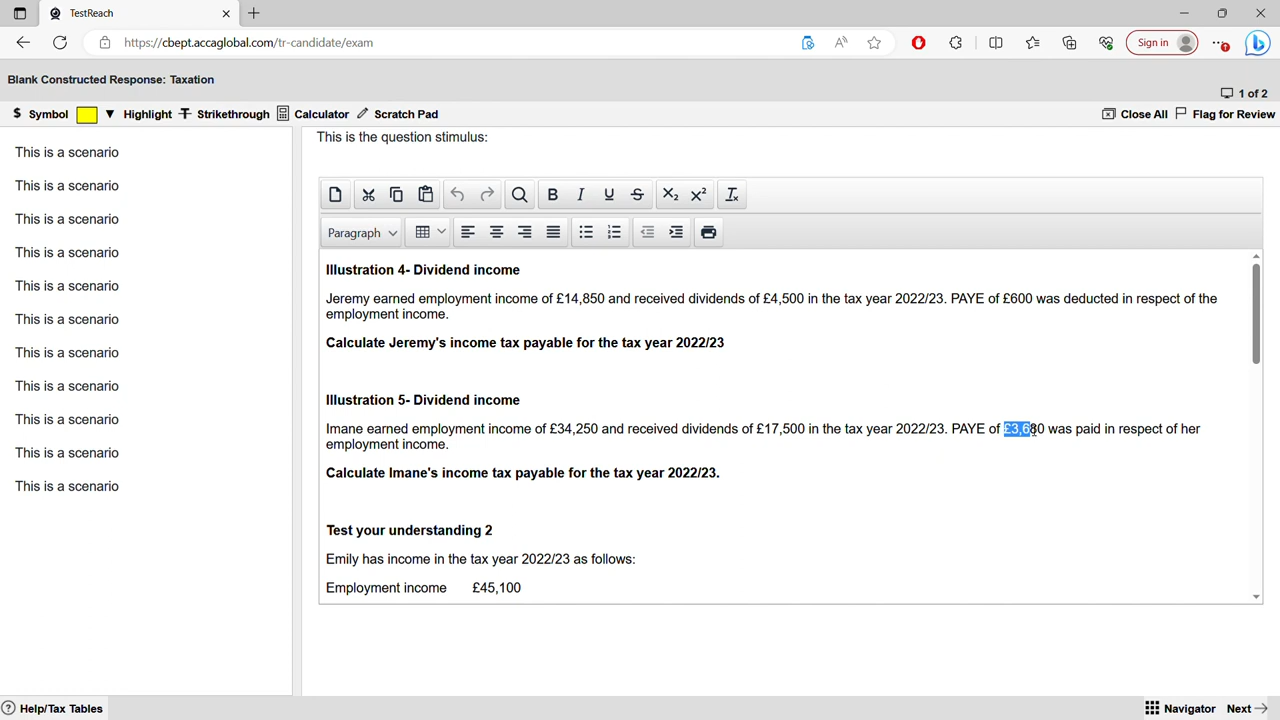 TestReach
https://cbept.accaglobal.com/tr-candidate/exam
Sign in
Blank Constructed Response: Taxation
1 of 2
$ Symbol Highlight Strikethrough Calculator Scratch Pad
Close All Flag for Review
This is a scenario
This is a scenario
This is a scenario
This is a scenario
This is a scenario
This is a scenario
This is a scenario
This is a scenario
This is a scenario
This is a scenario
This is a scenario
This is the question stimulus:
B I U S X₂ X² Tx
Paragraph
Illustration 4- Dividend income
Jeremy earned employment income of £14,850 and received dividends of £4,500 in the tax year 2022/23. PAYE of £600 was deducted in respect of the
employment income.
Calculate Jeremy's income tax payable for the tax year 2022/23
Illustration 5- Dividend income
Imane earned employment income of £34,250 and received dividends of £17,500 in the tax year 2022/23. PAYE of £3,680 was paid in respect of her
employment income.
Calculate Imane's income tax payable for the tax year 2022/23.
Test your understanding 2
Emily has income in the tax year 2022/23 as follows:
Employment income £45,100
Help/Tax Tables
Navigator Next